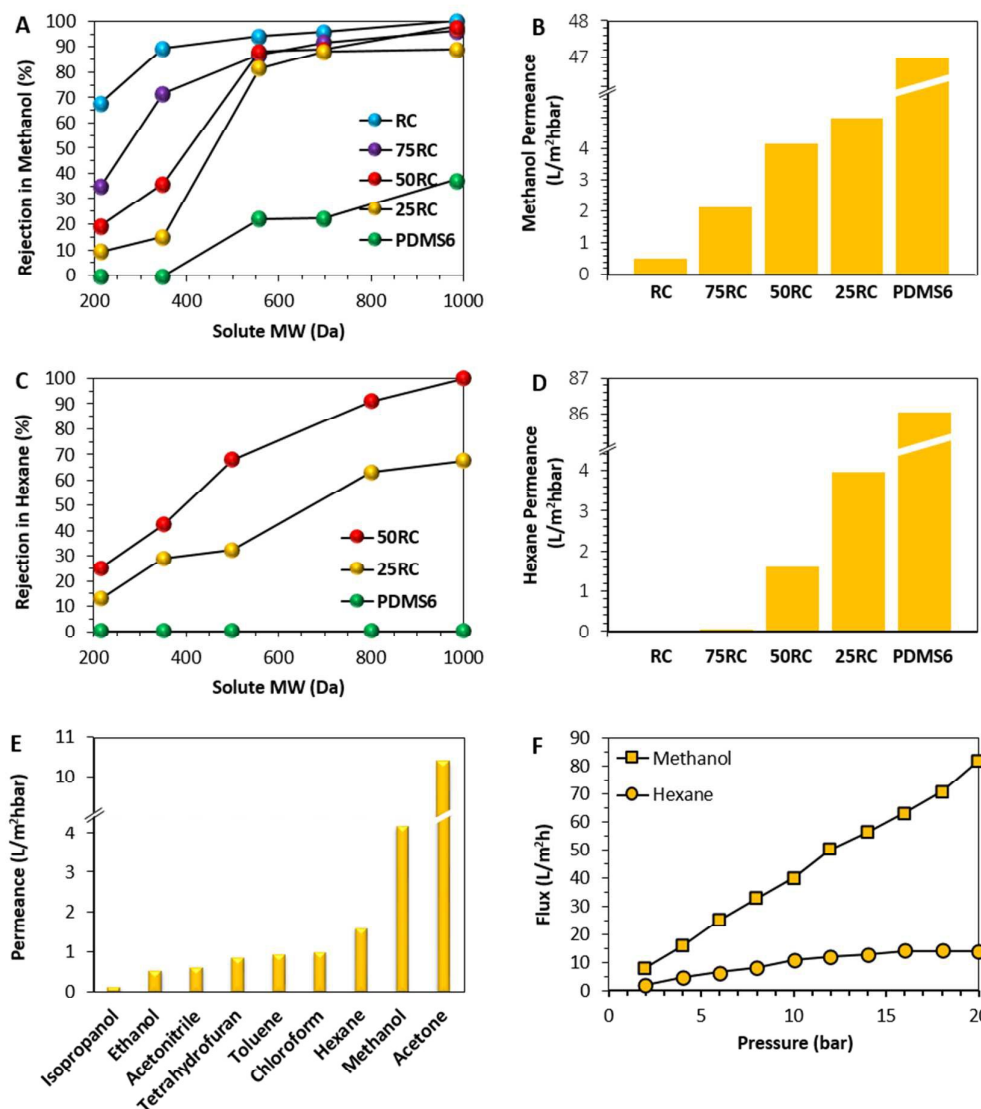 A
Rejection in Methanol (%)
100
90
80
70
60
50
40
30
20
10
0
RC
75RC
50RC
25RC
PDMS6
200
400
600
800
1000
Solute MW (Da)
B
Methanol Permeance
(L/m²hbar)
48
47
4
3
2
1
0
RC
75RC
50RC
25RC
PDMS6
C
Rejection in Hexane (%)
100
90
80
70
60
50
40
30
20
10
0
50RC
25RC
PDMS6
200
400
600
800
1000
Solute MW (Da)
D
Hexane Permeance
(L/m²hbar)
87
86
4
3
2
1
0
RC
75RC
50RC
25RC
PDMS6
E
Permeance (L/m²hbar)
11
10
4
3
2
1
0
Isopropanol
Ethanol
Acetonitrile
Tetrahydrofuran
Toluene
Chloroform
Hexane
Methanol
Acetone
F
Flux (L/m²h)
90
80
70
60
50
40
30
20
10
0
Methanol
Hexane
0
5
10
15
20
Pressure (bar)